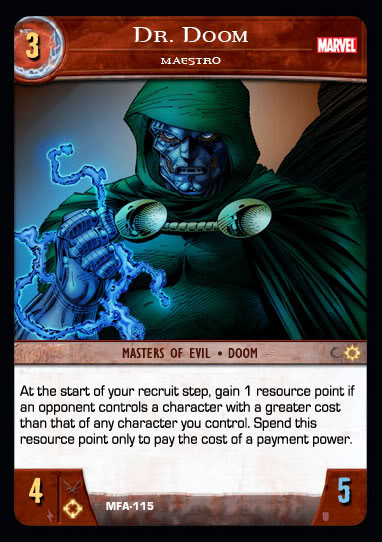 3
DR. DOOM
MAESTRO
MARVEL
MASTERS OF EVIL • DOOM
At the start of your recruit step, gain 1 resource point if
an opponent controls a character with a greater cost
than that of any character you control. Spend this
resource point only to pay the cost of a payment power.
4
MFA-115
5